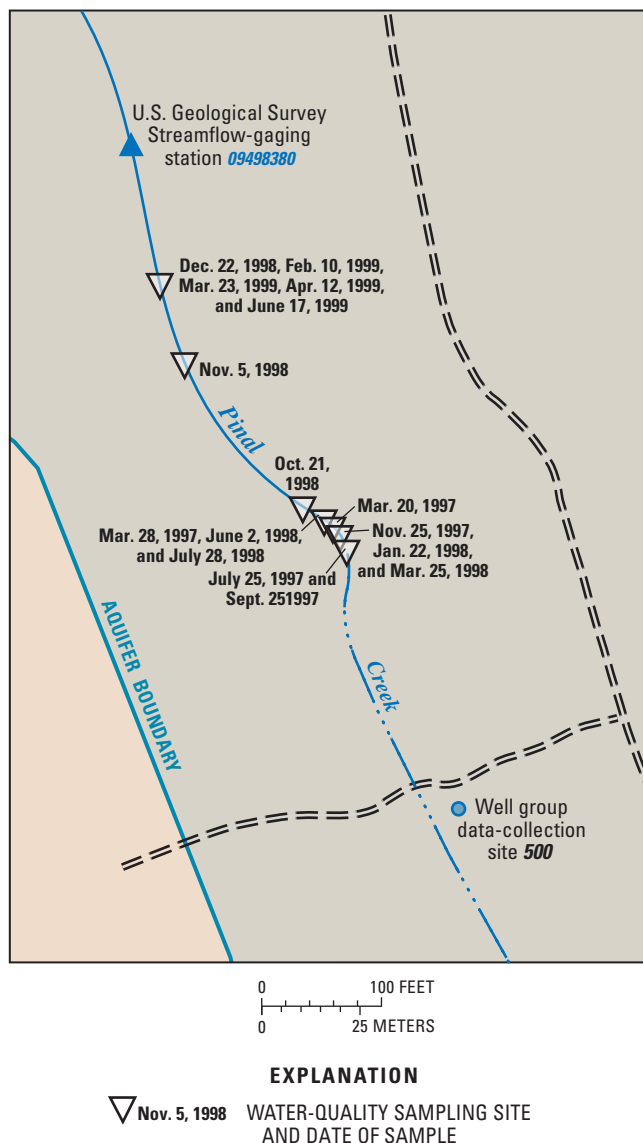 U.S. Geological Survey
Streamflow-gaging
station 09498380
Dec. 22, 1998, Feb. 10, 1999,
Mar. 23, 1999, Apr. 12, 1999,
and June 17, 1999
Nov. 5, 1998
Pinal
Oct. 21,
1998
Mar. 20, 1997
Mar. 28, 1997, June 2, 1998,
and July 28, 1998
Nov. 25, 1997,
Jan. 22, 1998,
and Mar. 25, 1998
July 25, 1997 and
Sept. 251997
AQUIFER BOUNDARY
Creek
Well group
data-collection
site 500
0 100 FEET
0 25 METERS
EXPLANATION
Nov. 5, 1998 WATER-QUALITY SAMPLING SITE
AND DATE OF SAMPLE